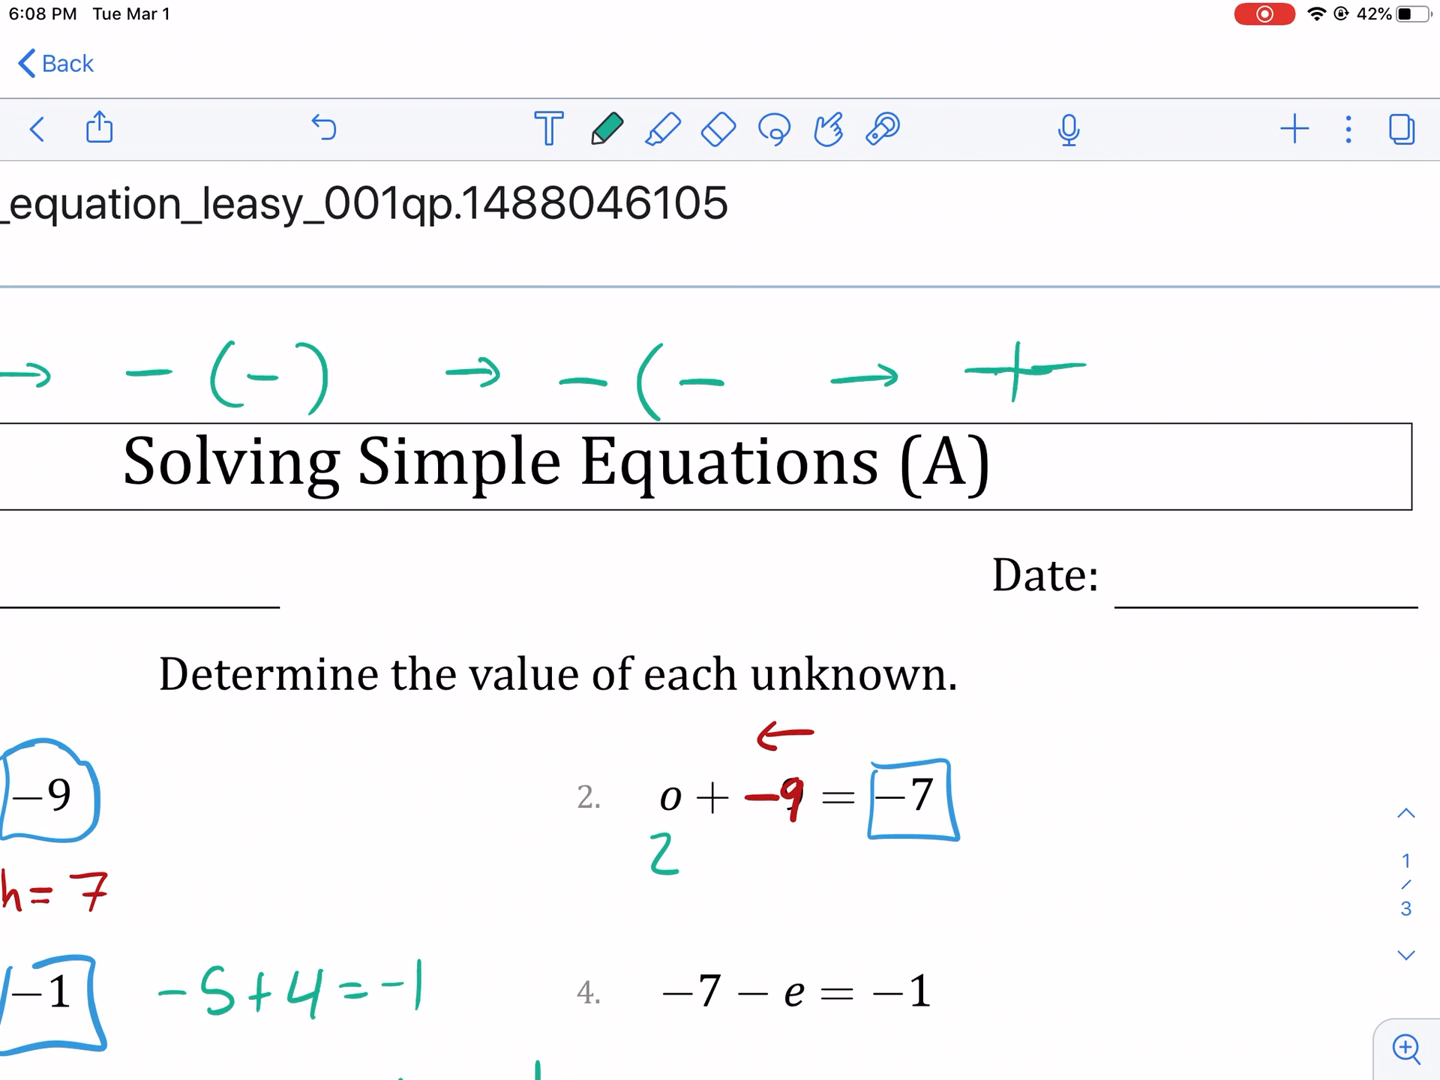 6:08 PM Tue Mar 1 42%
Back
T
_equation_leasy_001qp.1488046105
→ - (-) → - (- → +
Solving Simple Equations (A)
Date:
Determine the value of each unknown.
←
-9 2. o + -9 = -7
2
h = 7
-1 -5+4=-1 4. -7 - e = -1
1
/
3